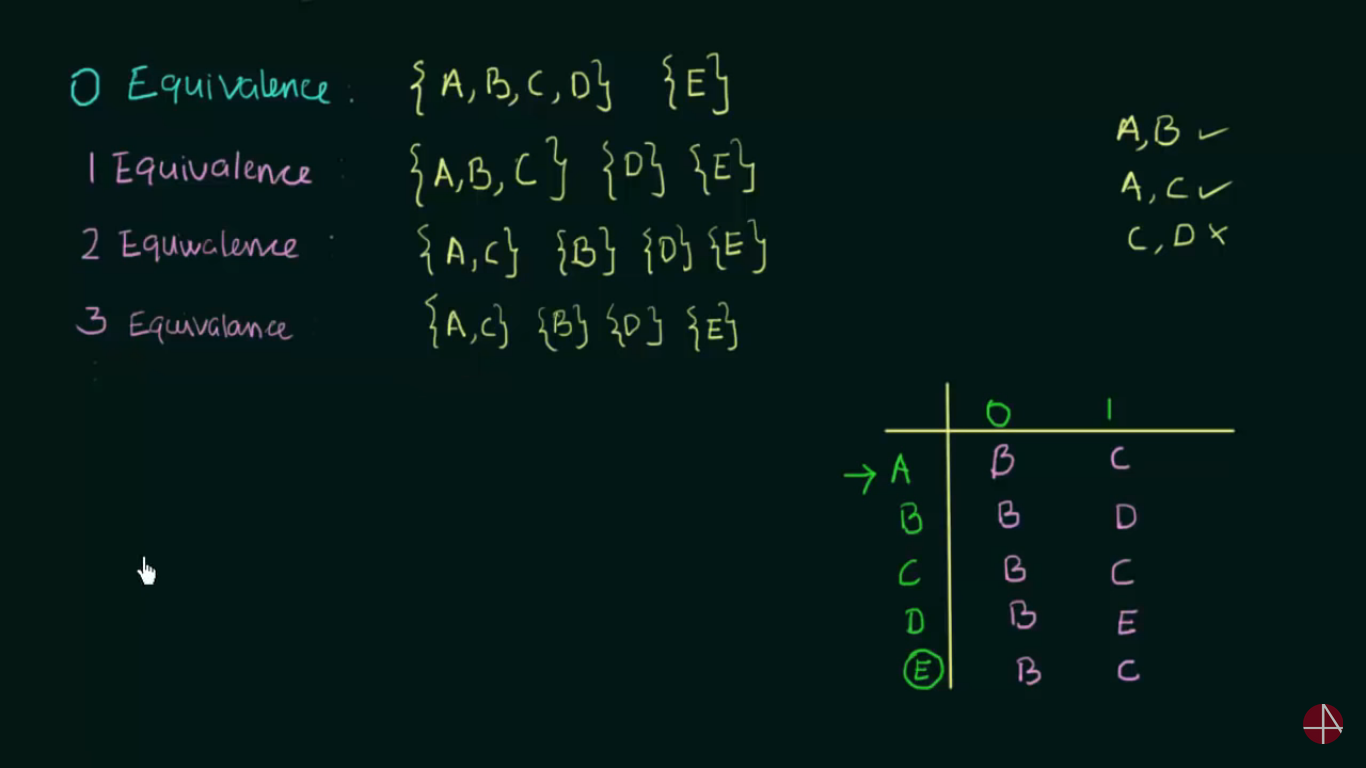 0 Equivalence : {A, B, C, D} {E}
1 Equivalence : {A, B, C} {D} {E}
2 Equivalence : {A, C} {B} {D} {E}
3 Equivalance {A, C} {B} {D} {E}
A, B ✓
A, C ✓
C, D ×
0 1
→ A B C
B B D
C B C
D B E
E B C